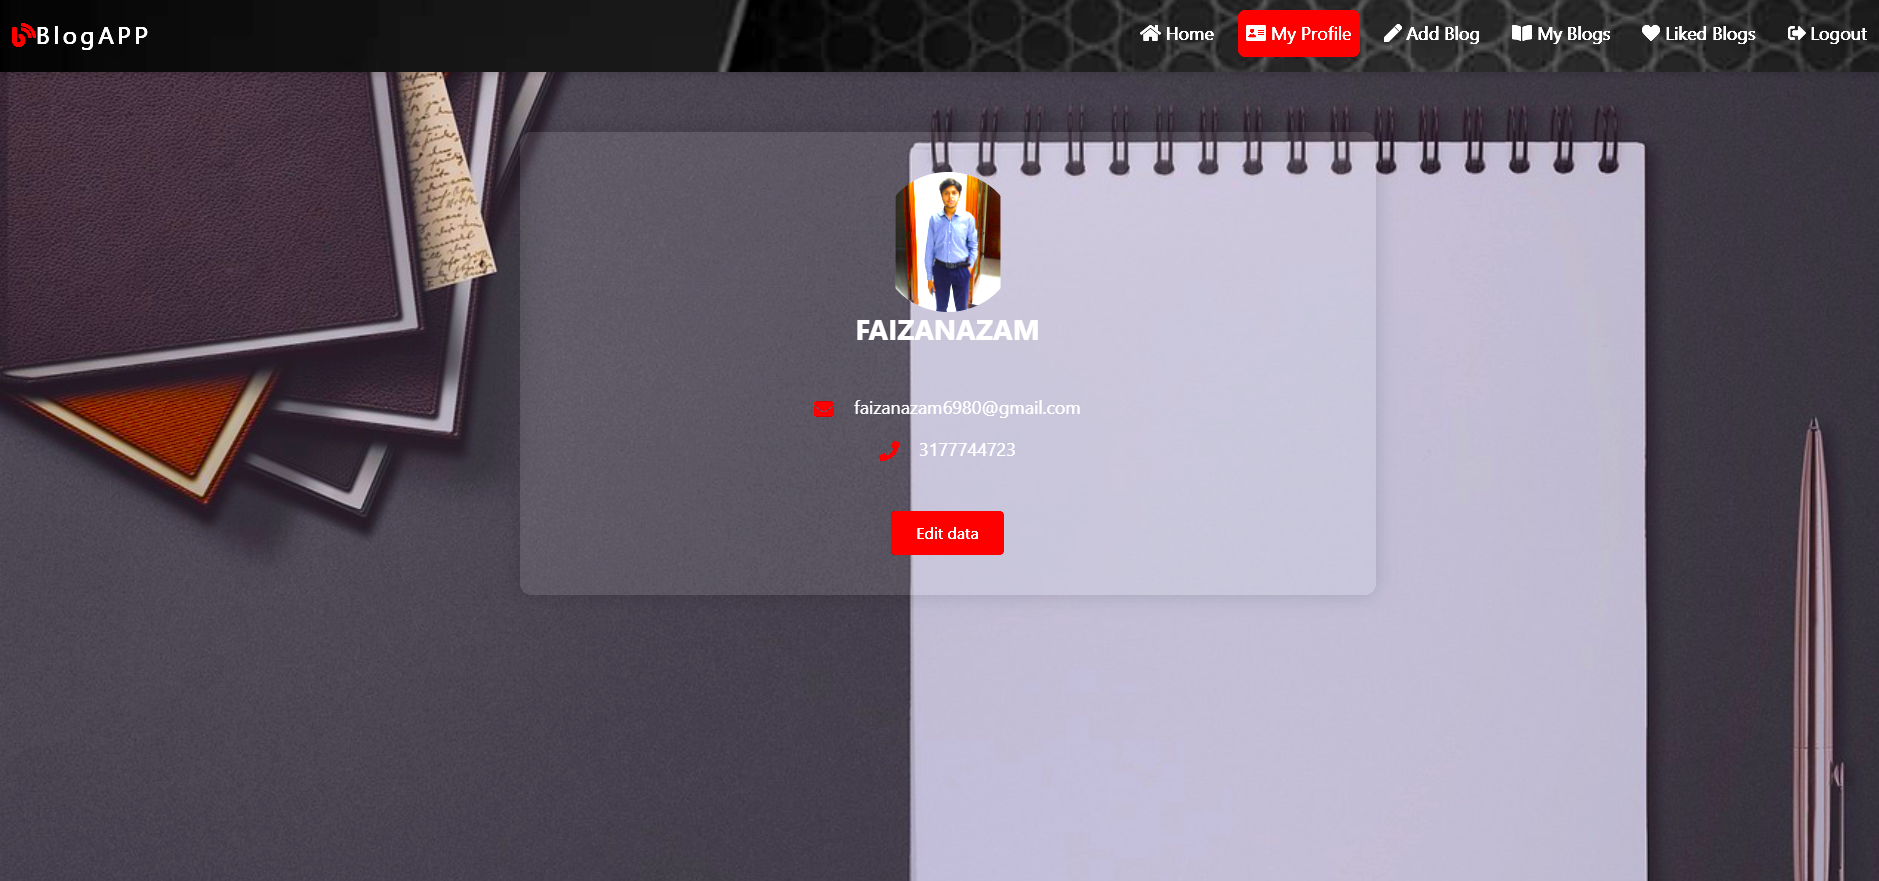 BlogAPP
Home
My Profile
Add Blog
My Blogs
Liked Blogs
Logout
FAIZANAZAM
faizanazam6980@gmail.com
3177744723
Edit data